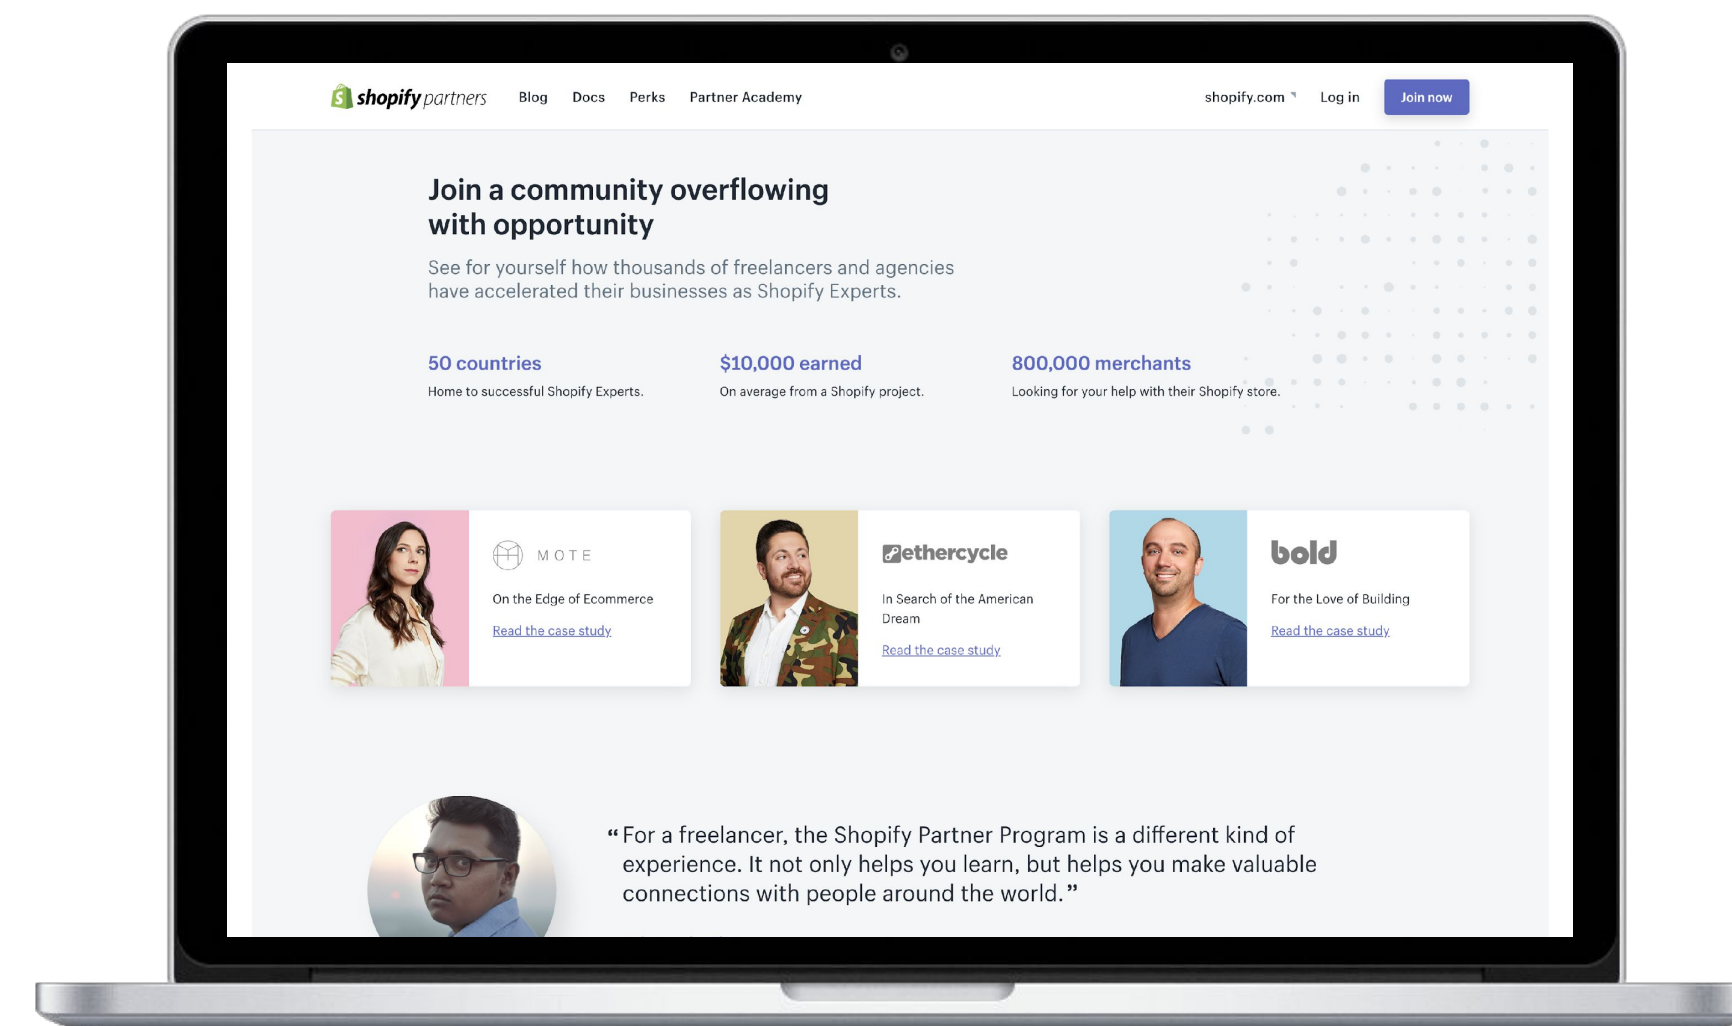 shopify partners Blog Docs Perks Partner Academy shopify.com Log in Join now
Join a community overflowing
with opportunity
See for yourself how thousands of freelancers and agencies
have accelerated their businesses as Shopify Experts.
50 countries
Home to successful Shopify Experts.
$10,000 earned
On average from a Shopify project.
800,000 merchants
Looking for your help with their Shopify store.
MOTE
On the Edge of Ecommerce
Read the case study
ethercycle
In Search of the American
Dream
Read the case study
bold
For the Love of Building
Read the case study
“For a freelancer, the Shopify Partner Program is a different kind of
experience. It not only helps you learn, but helps you make valuable
connections with people around the world.”